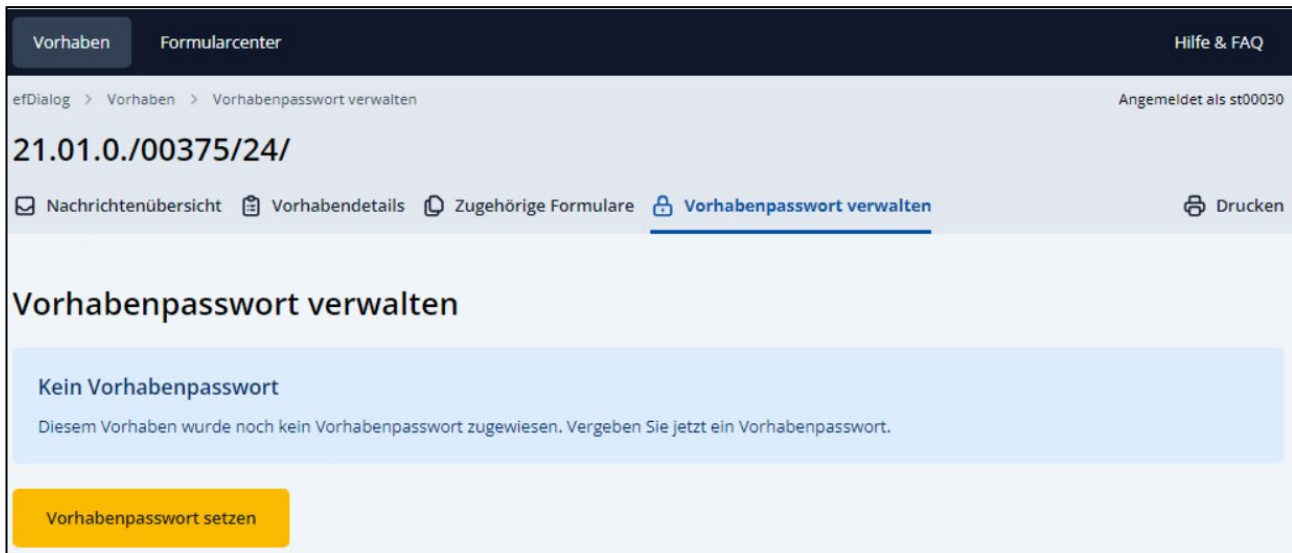 Vorhaben Formularcenter Hilfe & FAQ
efDialog > Vorhaben > Vorhabenpasswort verwalten Angemeldet als st00030
21.01.0./00375/24/
Nachrichtenübersicht Vorhabendetails Zugehörige Formulare Vorhabenpasswort verwalten Drucken
Vorhabenpasswort verwalten
Kein Vorhabenpasswort
Diesem Vorhaben wurde noch kein Vorhabenpasswort zugewiesen. Vergeben Sie jetzt ein Vorhabenpasswort.
Vorhabenpasswort setzen